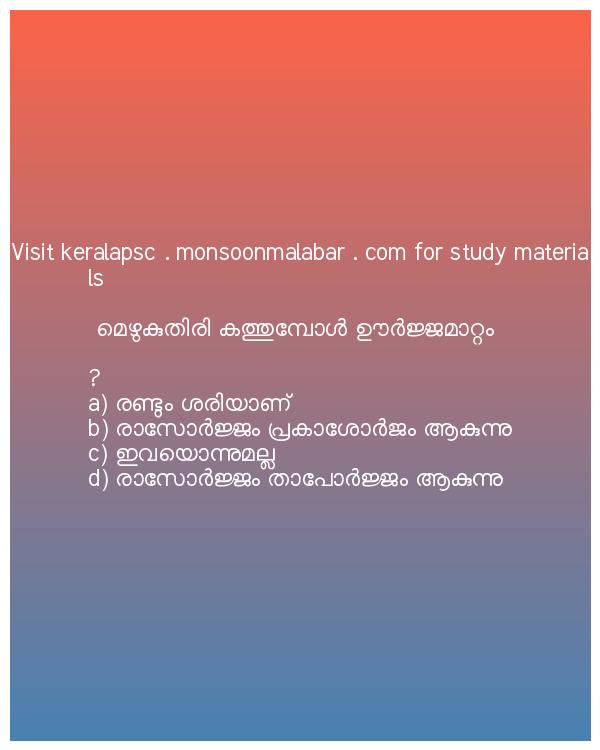 Visit keralapsc . monsoonmalabar . com for study materia
ls
മെഴുകുതിരി കത്തുമ്പോൾ ഊർജ്ജമാറ്റം
?
a) രണ്ടും ശരിയാണ്
b) രാസോർജ്ജം പ്രകാശോർജം ആകുന്നു
c) ഇവയൊന്നുമല്ല
d) രാസോർജ്ജം താപോർജ്ജം ആകുന്നു